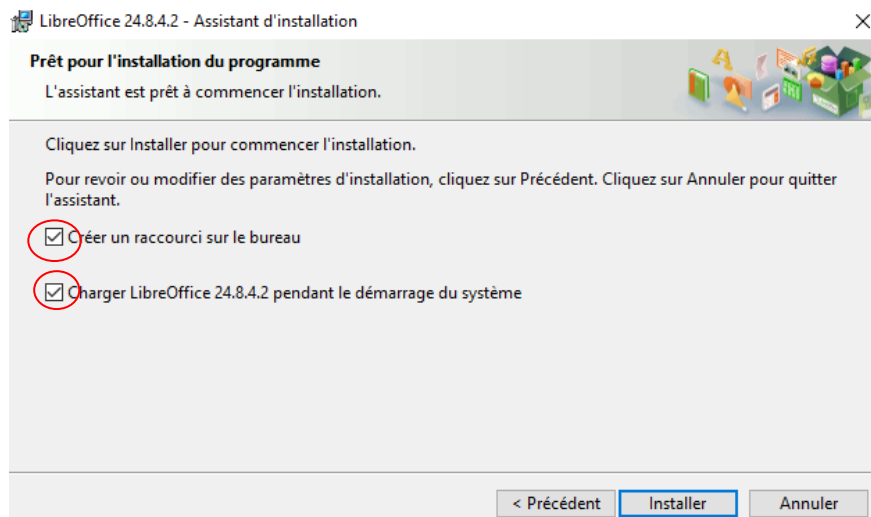 LibreOffice 24.8.4.2 - Assistant d'installation
Prêt pour l'installation du programme
L'assistant est prêt à commencer l'installation.
Cliquez sur Installer pour commencer l'installation.
Pour revoir ou modifier des paramètres d'installation, cliquez sur Précédent. Cliquez sur Annuler pour quitter
l'assistant.
Créer un raccourci sur le bureau
Charger LibreOffice 24.8.4.2 pendant le démarrage du système
< Précédent
Installer
Annuler